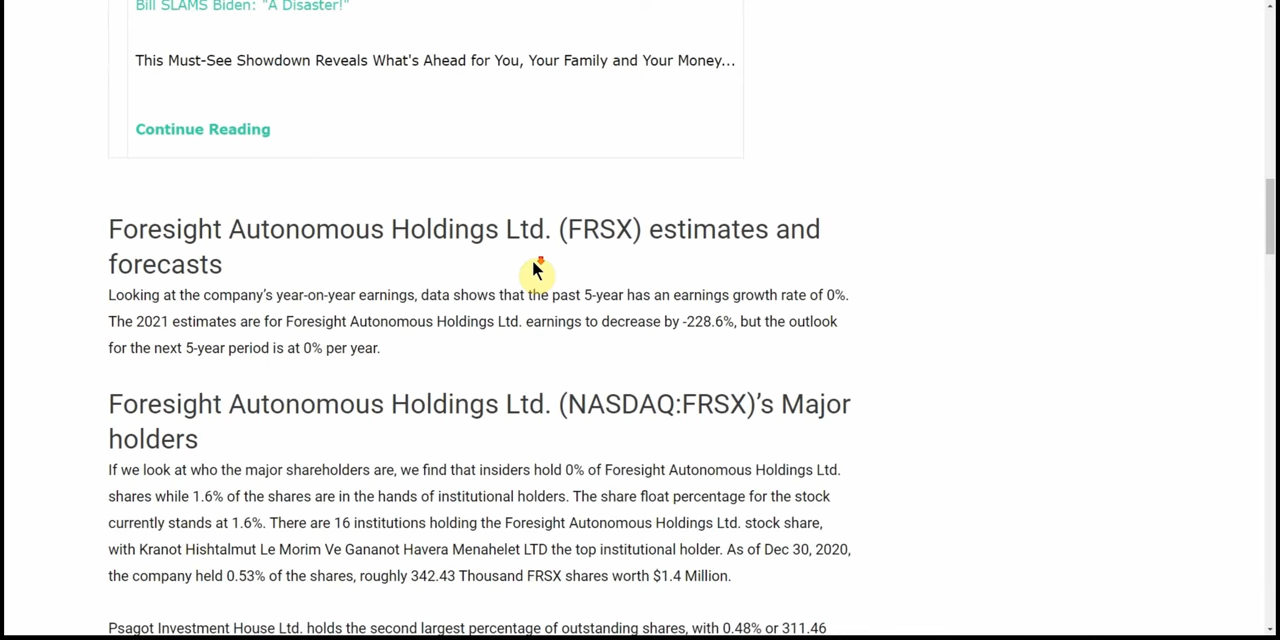 Bill SLAMS Biden: "A Disaster!"
This Must-See Showdown Reveals What's Ahead for You, Your Family and Your Money...
Continue Reading
Foresight Autonomous Holdings Ltd. (FRSX) estimates and
forecasts
Looking at the company’s year-on-year earnings, data shows that the past 5-year has an earnings growth rate of 0%.
The 2021 estimates are for Foresight Autonomous Holdings Ltd. earnings to decrease by -228.6%, but the outlook
for the next 5-year period is at 0% per year.
Foresight Autonomous Holdings Ltd. (NASDAQ:FRSX)’s Major
holders
If we look at who the major shareholders are, we find that insiders hold 0% of Foresight Autonomous Holdings Ltd.
shares while 1.6% of the shares are in the hands of institutional holders. The share float percentage for the stock
currently stands at 1.6%. There are 16 institutions holding the Foresight Autonomous Holdings Ltd. stock share,
with Kranot Hishtalmut Le Morim Ve Gananot Havera Menahelet LTD the top institutional holder. As of Dec 30, 2020,
the company held 0.53% of the shares, roughly 342.43 Thousand FRSX shares worth $1.4 Million.
Psagot Investment House Ltd. holds the second largest percentage of outstanding shares, with 0.48% or 311.46